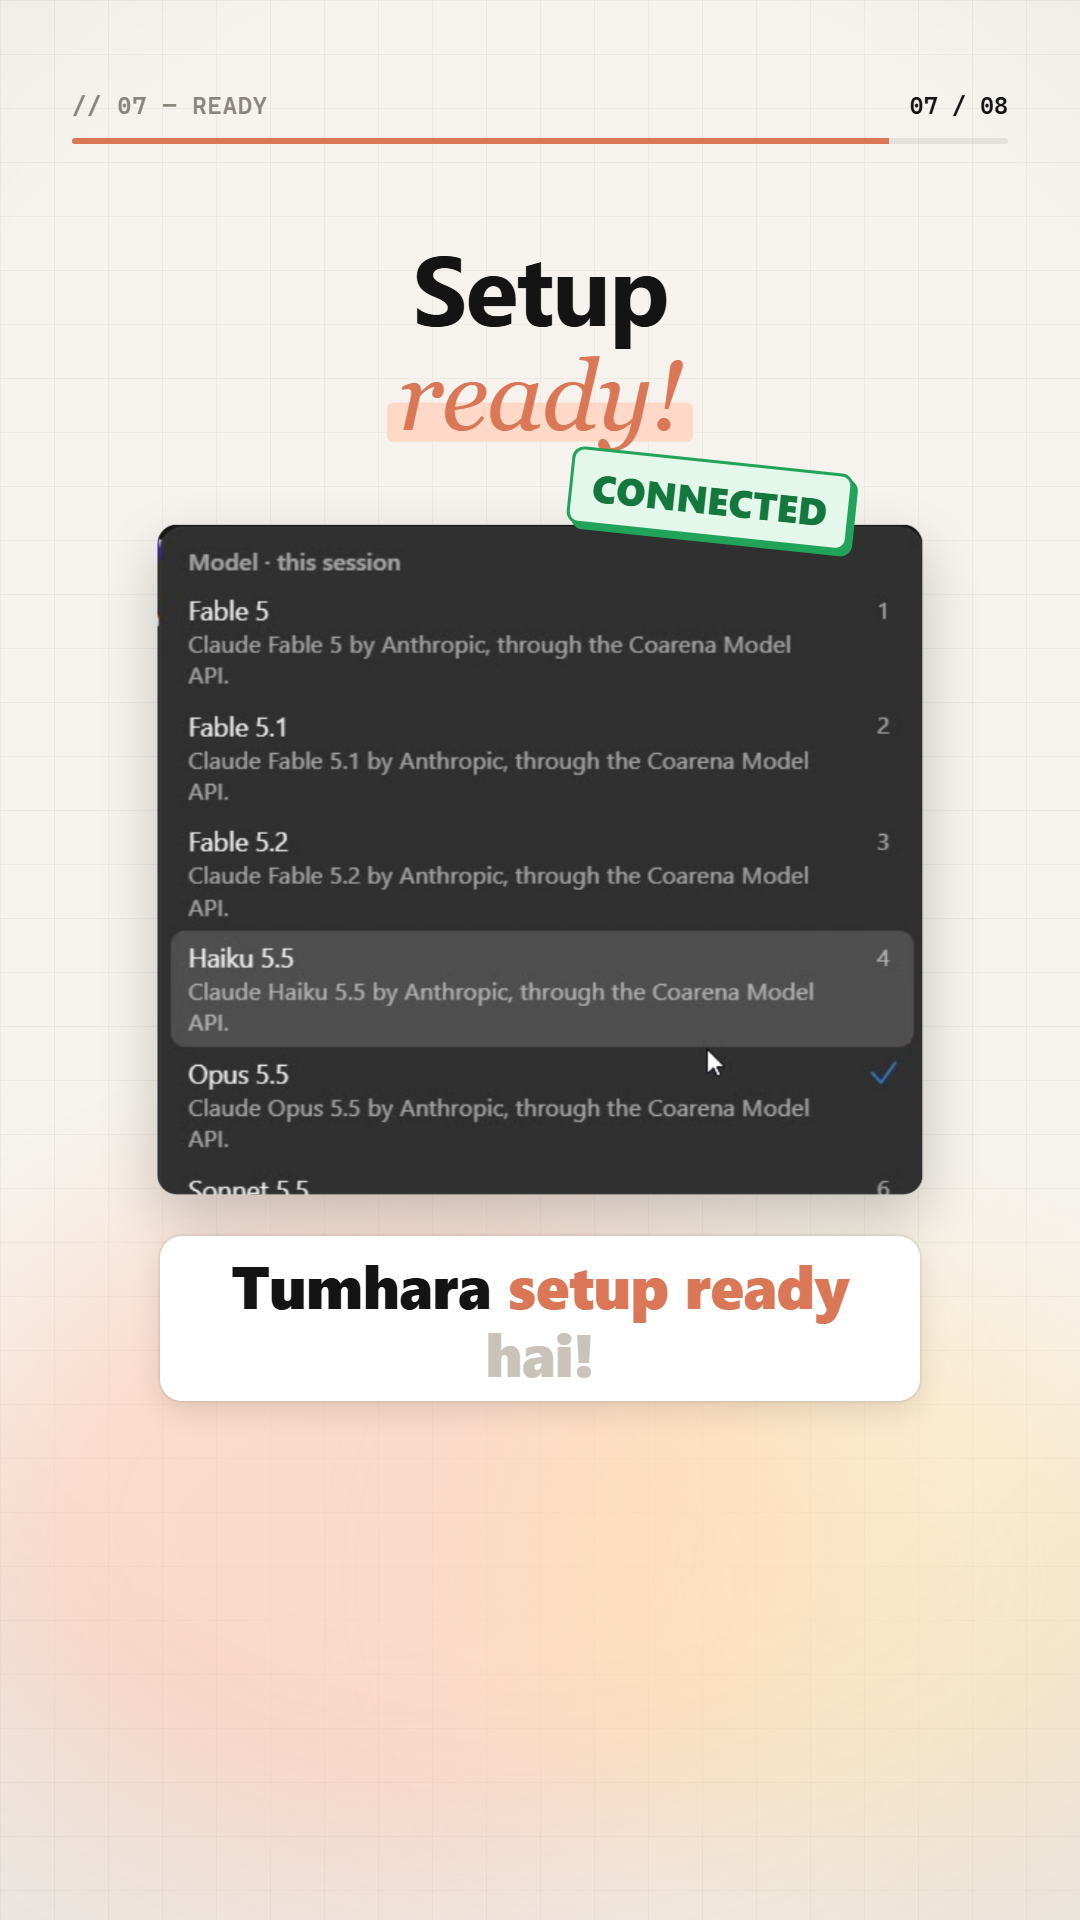 // 07 — READY
07 / 08
Setup
ready!
CONNECTED
Model · this session
Fable 5
1
Claude Fable 5 by Anthropic, through the Coarena Model
API.
Fable 5.1
2
Claude Fable 5.1 by Anthropic, through the Coarena Model
API.
Fable 5.2
3
Claude Fable 5.2 by Anthropic, through the Coarena Model
API.
Haiku 5.5
4
Claude Haiku 5.5 by Anthropic, through the Coarena Model
API.
Opus 5.5
Claude Opus 5.5 by Anthropic, through the Coarena Model
API.
Sonnet 5.5
6
Tumhara setup ready
hai!